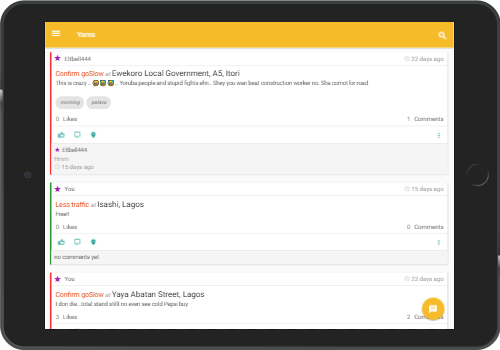 Yarns
Effball444 22 days ago
Confirm goSlow at Ewekoro Local Government, A5, Itori
This is crazy .. 😂😂😂 .. Yoruba people and stupid fights ehn.. Shey you wan beat construction worker no. Sha comot for road
morning palava
0 Likes 1 Comments
Effball444
Hmm
15 days ago
You 15 days ago
Less traffic at Isashi, Lagos
Free!!
0 Likes 0 Comments
no comments yet
You 22 days ago
Confirm goSlow at Yaya Abatan Street, Lagos
I don die...total stand still no even see cold Pepsi buy
3 Likes 2